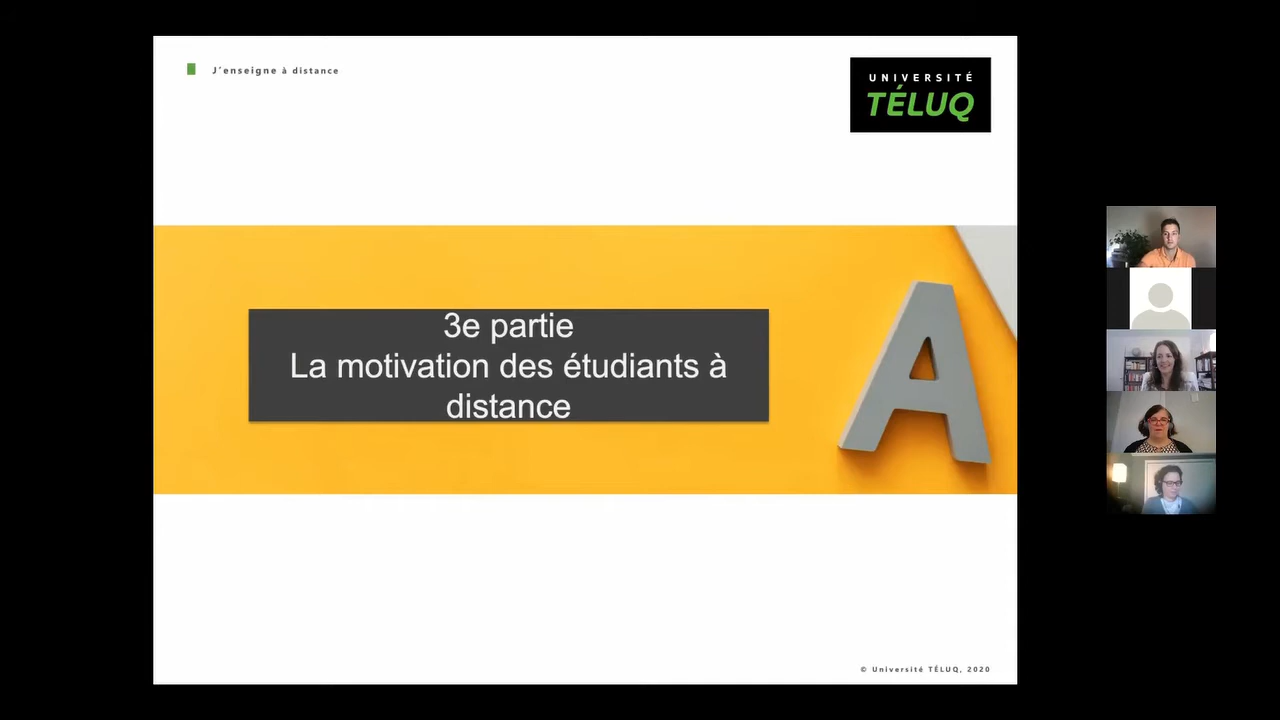 J'enseigne à distance
UNIVERSITÉ
TÉLUQ
3e partie
La motivation des étudiants à
distance
A
© Université TÉLUQ, 2020